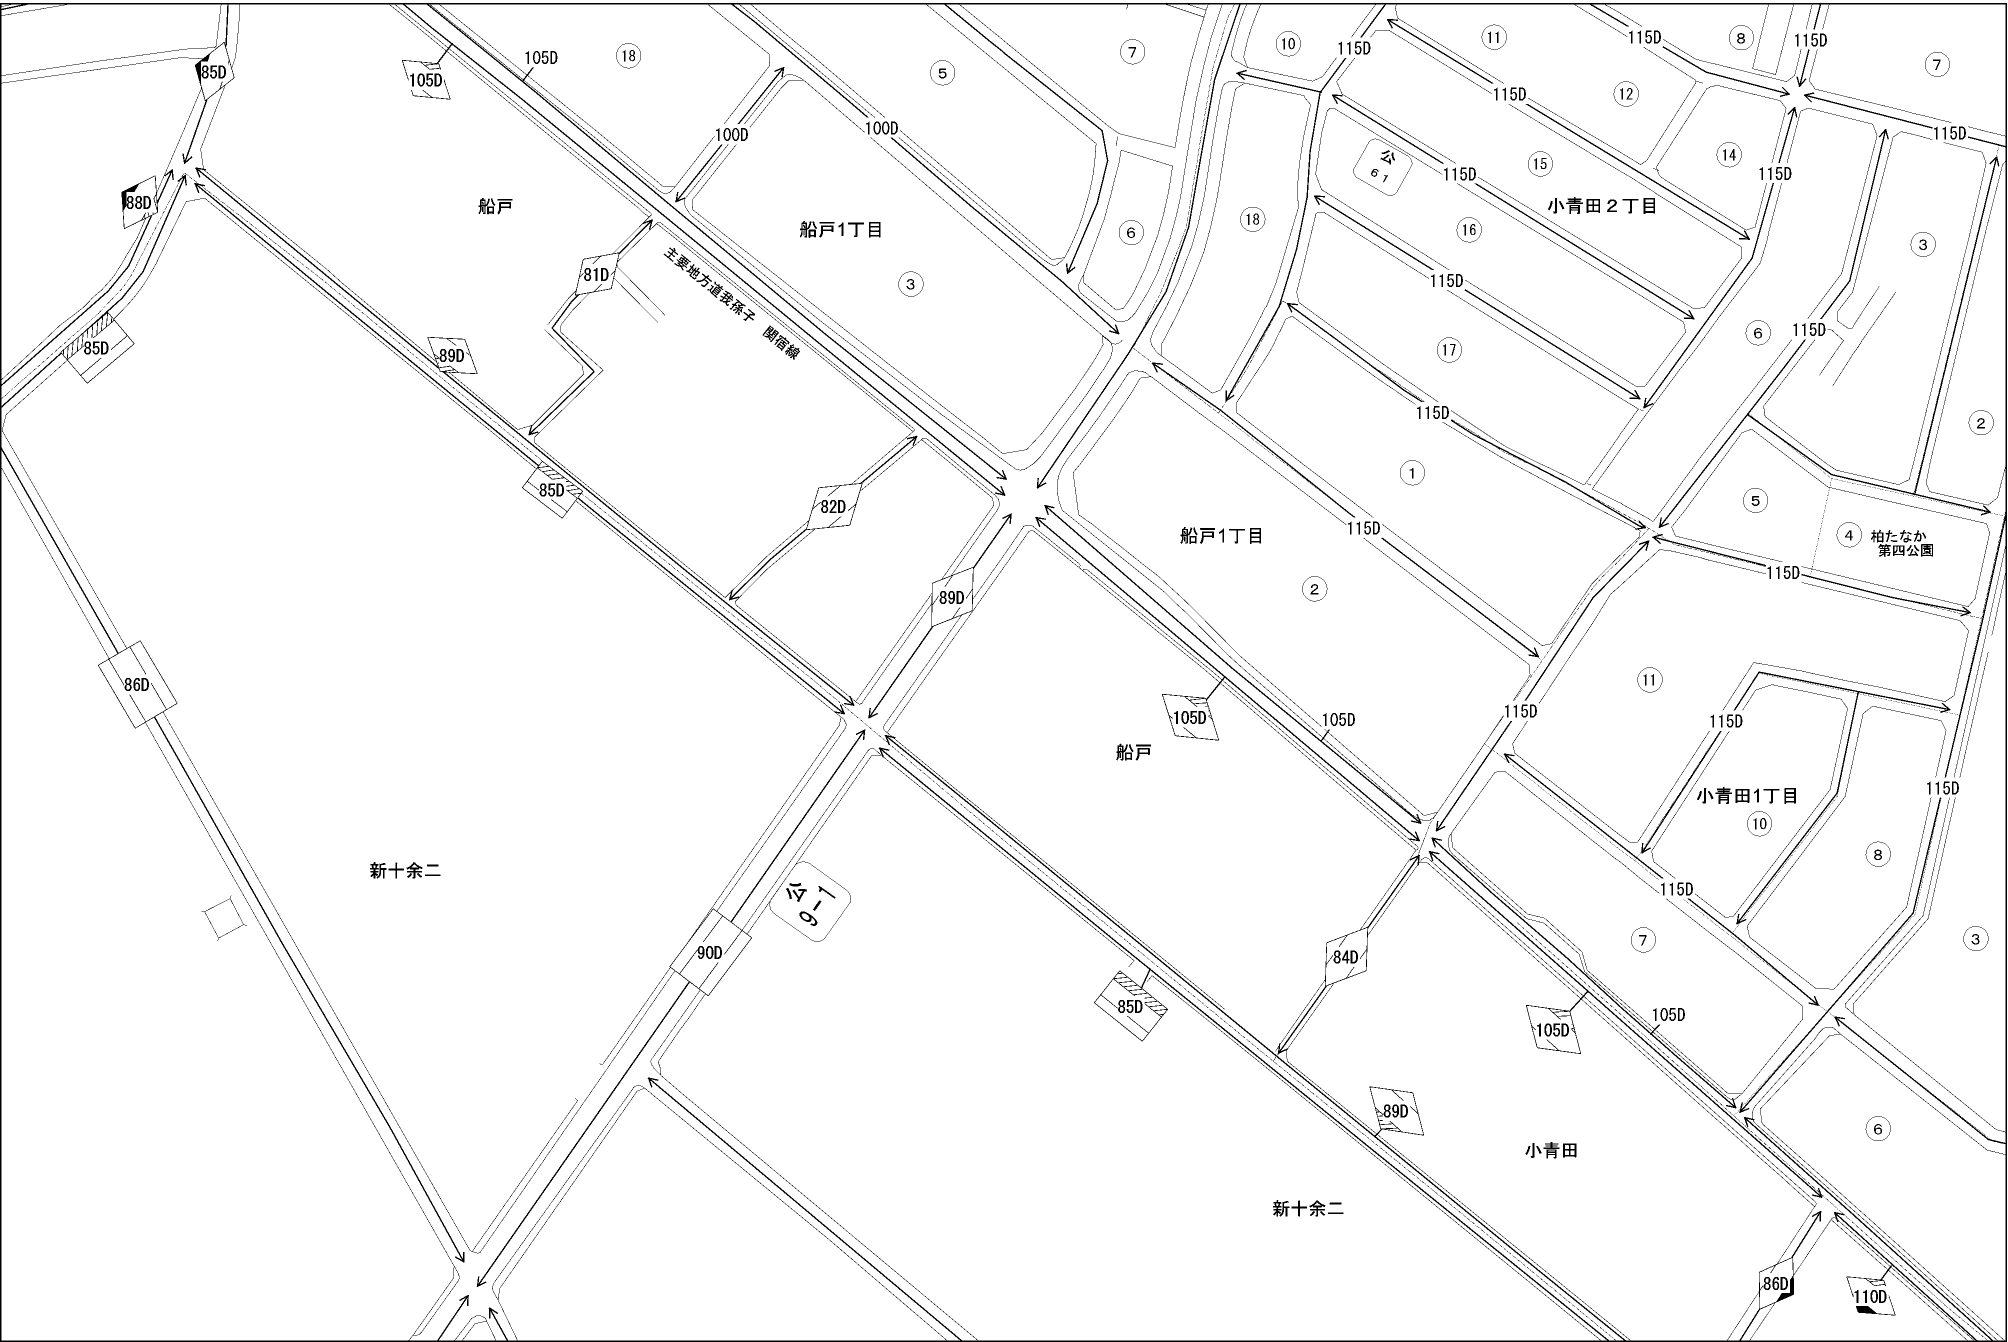 ⑩
115D
⑪
115D
⑧
115D
⑦
⑱
105D
105D
85D
⑤
⑦
115D
⑫
115D
100D
100D
公
61
115D
⑮
⑭
115D
88D
船戸
船戸1丁目
⑥
⑱
小青田2丁目
⑯
③
81D
主要地方道我孫子 関宿線
③
115D
⑥
115D
85D
89D
⑰
115D
②
①
85D
82D
船戸1丁目
115D
⑤
④
柏たなか
第四公園
115D
89D
②
86D
105D
105D
115D
⑪
115D
船戸
小青田1丁目
⑩
115D
⑧
新十余二
公
61-1
115D
90D
84D
⑦
③
85D
105D
105D
89D
小青田
⑥
新十余二
86D
110D